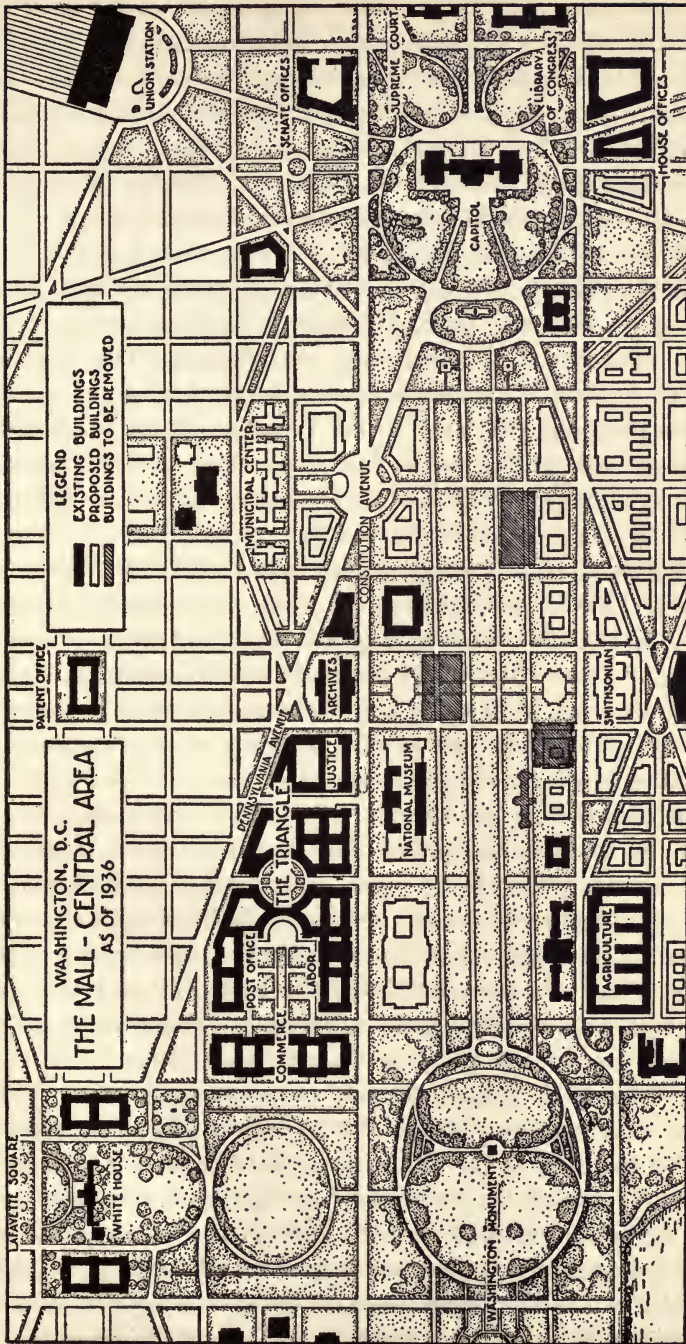 WASHINGTON, D.C.
THE MALL - CENTRAL AREA
AS OF 1936
LEGEND
EXISTING BUILDINGS
PROPOSED BUILDINGS
BUILDINGS TO BE REMOVED
LAFAYETTE SQUARE
WHITE HOUSE
PATENT OFFICE
UNION STATION
PENNSYLVANIA AVENUE
MUNICIPAL CENTER
SENATE OFFICES
POST OFFICE
COMMERCE
LABOR
THE TRIANGLE
JUSTICE
ARCHIVES
CONSTITUTION AVENUE
SUPREME COURT
NATIONAL MUSEUM
CAPITOL
LIBRARY
OF CONGRESS
WASHINGTON MONUMENT
AGRICULTURE
SMITHSONIAN
HOUSE OFFICES